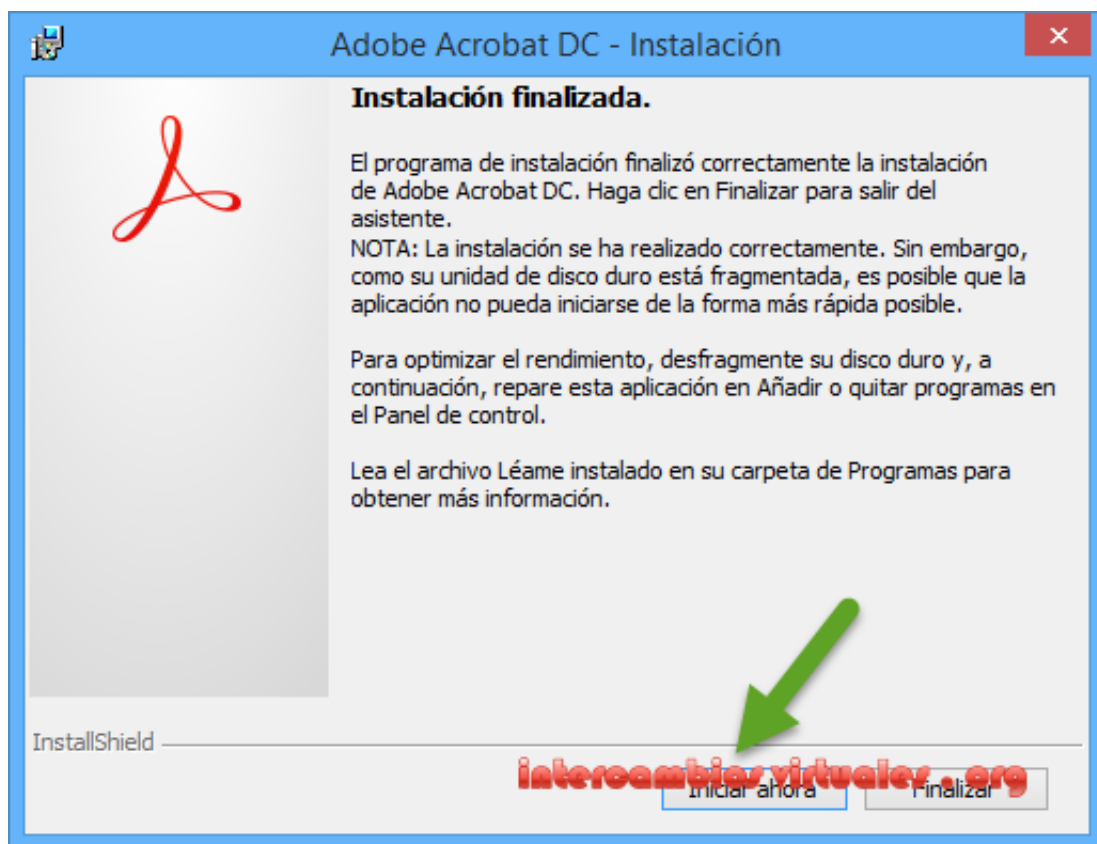 Adobe Acrobat DC - Instalación
Instalación finalizada.
El programa de instalación finalizó correctamente la instalación
de Adobe Acrobat DC. Haga clic en Finalizar para salir del
asistente.
NOTA: La instalación se ha realizado correctamente. Sin embargo,
como su unidad de disco duro está fragmentada, es posible que la
aplicación no pueda iniciarse de la forma más rápida posible.
Para optimizar el rendimiento, desfragmente su disco duro y, a
continuación, repare esta aplicación en Añadir o quitar programas en
el Panel de control.
Lea el archivo Léame instalado en su carpeta de Programas para
obtener más información.
InstallShield
intercambios virtuales . org
Iniciar ahora
Finalizar